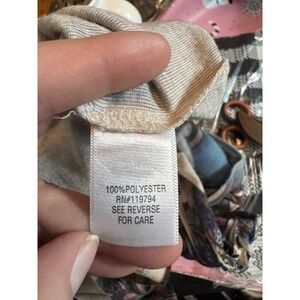 100%POLYESTER
RN#119794
SEE REVERSE
FOR CARE